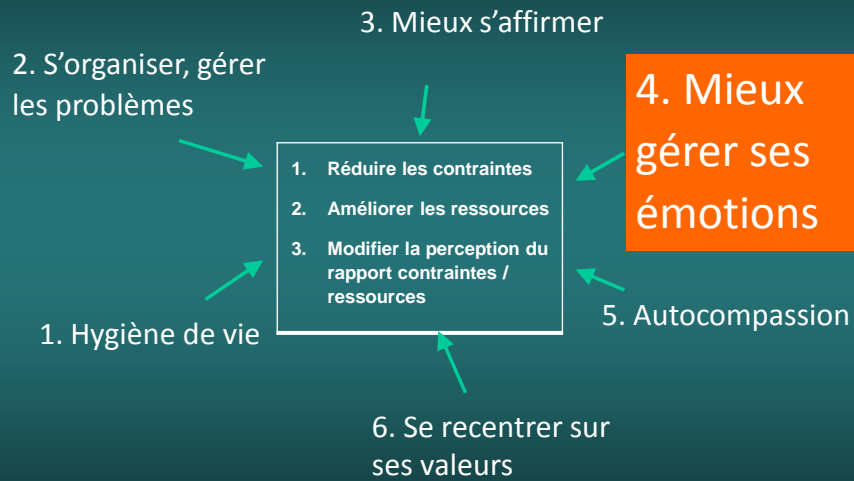 3. Mieux s’affirmer
2. S’organiser, gérer
les problèmes
4. Mieux
gérer ses
émotions
1. Réduire les contraintes
2. Améliorer les ressources
3. Modifier la perception du
rapport contraintes /
ressources
1. Hygiène de vie
5. Autocompassion
6. Se recentrer sur
ses valeurs